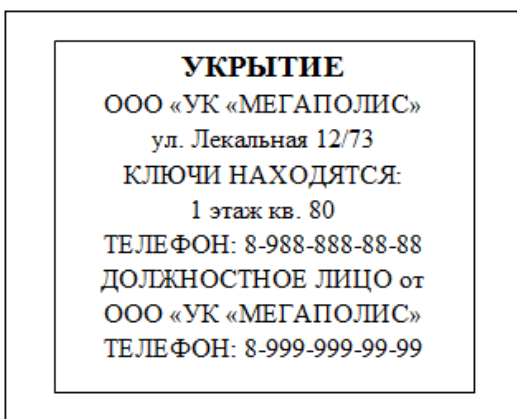 УКРЫТИЕ
ООО «УК «МЕГАПОЛИС»
ул. Лекальная 12/73
КЛЮЧИ НАХОДЯТСЯ:
1 этаж кв. 80
ТЕЛЕФОН: 8-988-888-88-88
ДОЛЖНОСТНОЕ ЛИЦО от
ООО «УК «МЕГАПОЛИС»
ТЕЛЕФОН: 8-999-999-99-99